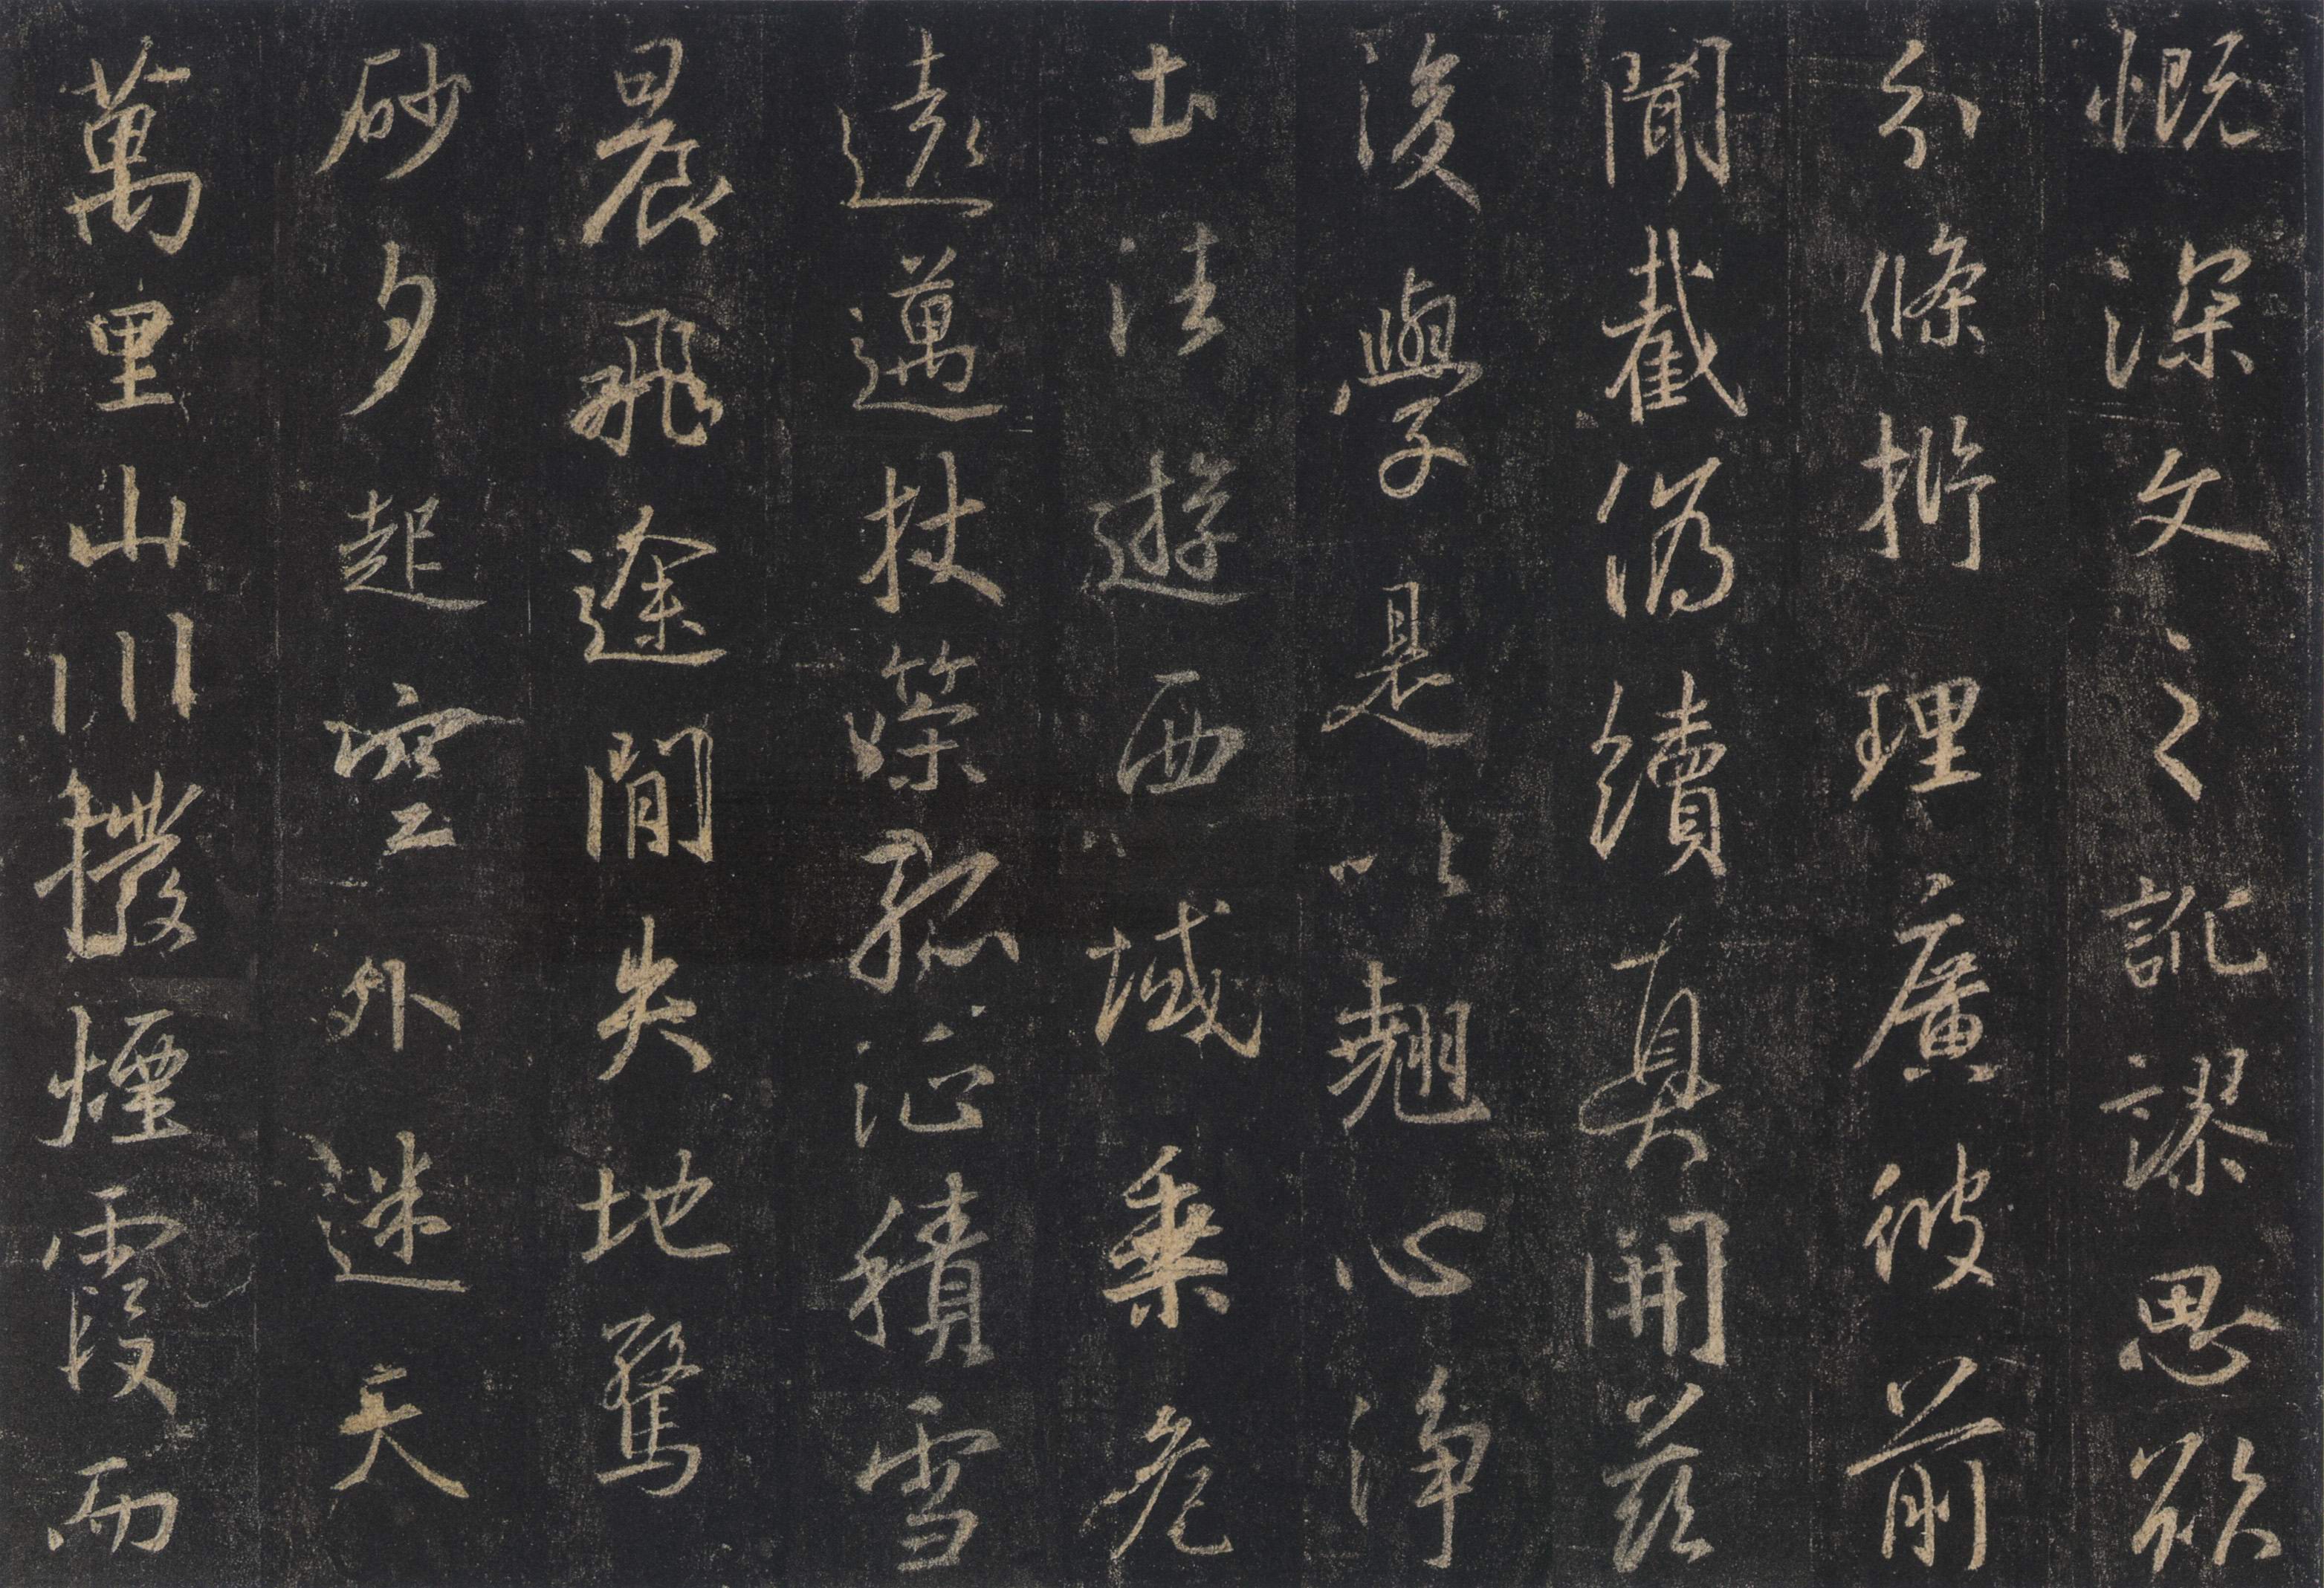 慨深文之訛謬思欲
分條析理廣彼前
聞截偽續真開茲
後學是以翹心淨
土法遊西域乘危
遠邁杖策孤征積雪
晨飛途間失地驚
砂夕起空外迷天
萬里山川撥煙霞而